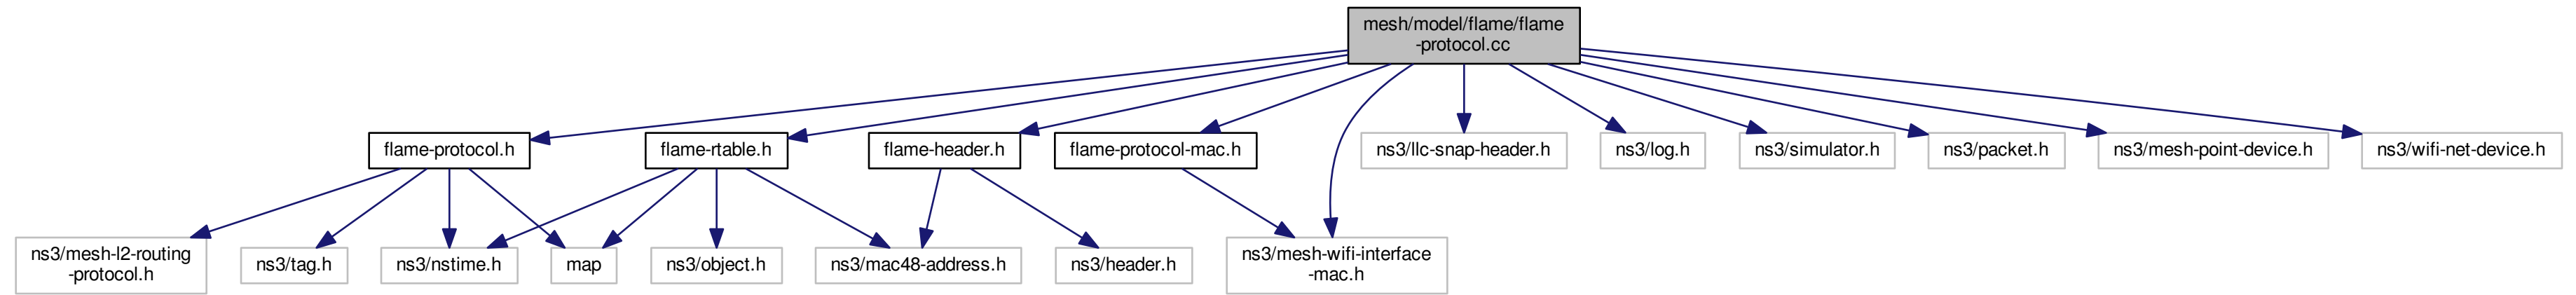 mesh/model/flame/flame
-protocol.cc
flame-protocol.h
flame-rtable.h
flame-header.h
flame-protocol-mac.h
ns3/llc-snap-header.h
ns3/log.h
ns3/simulator.h
ns3/packet.h
ns3/mesh-point-device.h
ns3/wifi-net-device.h
ns3/mesh-l2-routing
-protocol.h
ns3/tag.h
ns3/nstime.h
map
ns3/object.h
ns3/mac48-address.h
ns3/header.h
ns3/mesh-wifi-interface
-mac.h